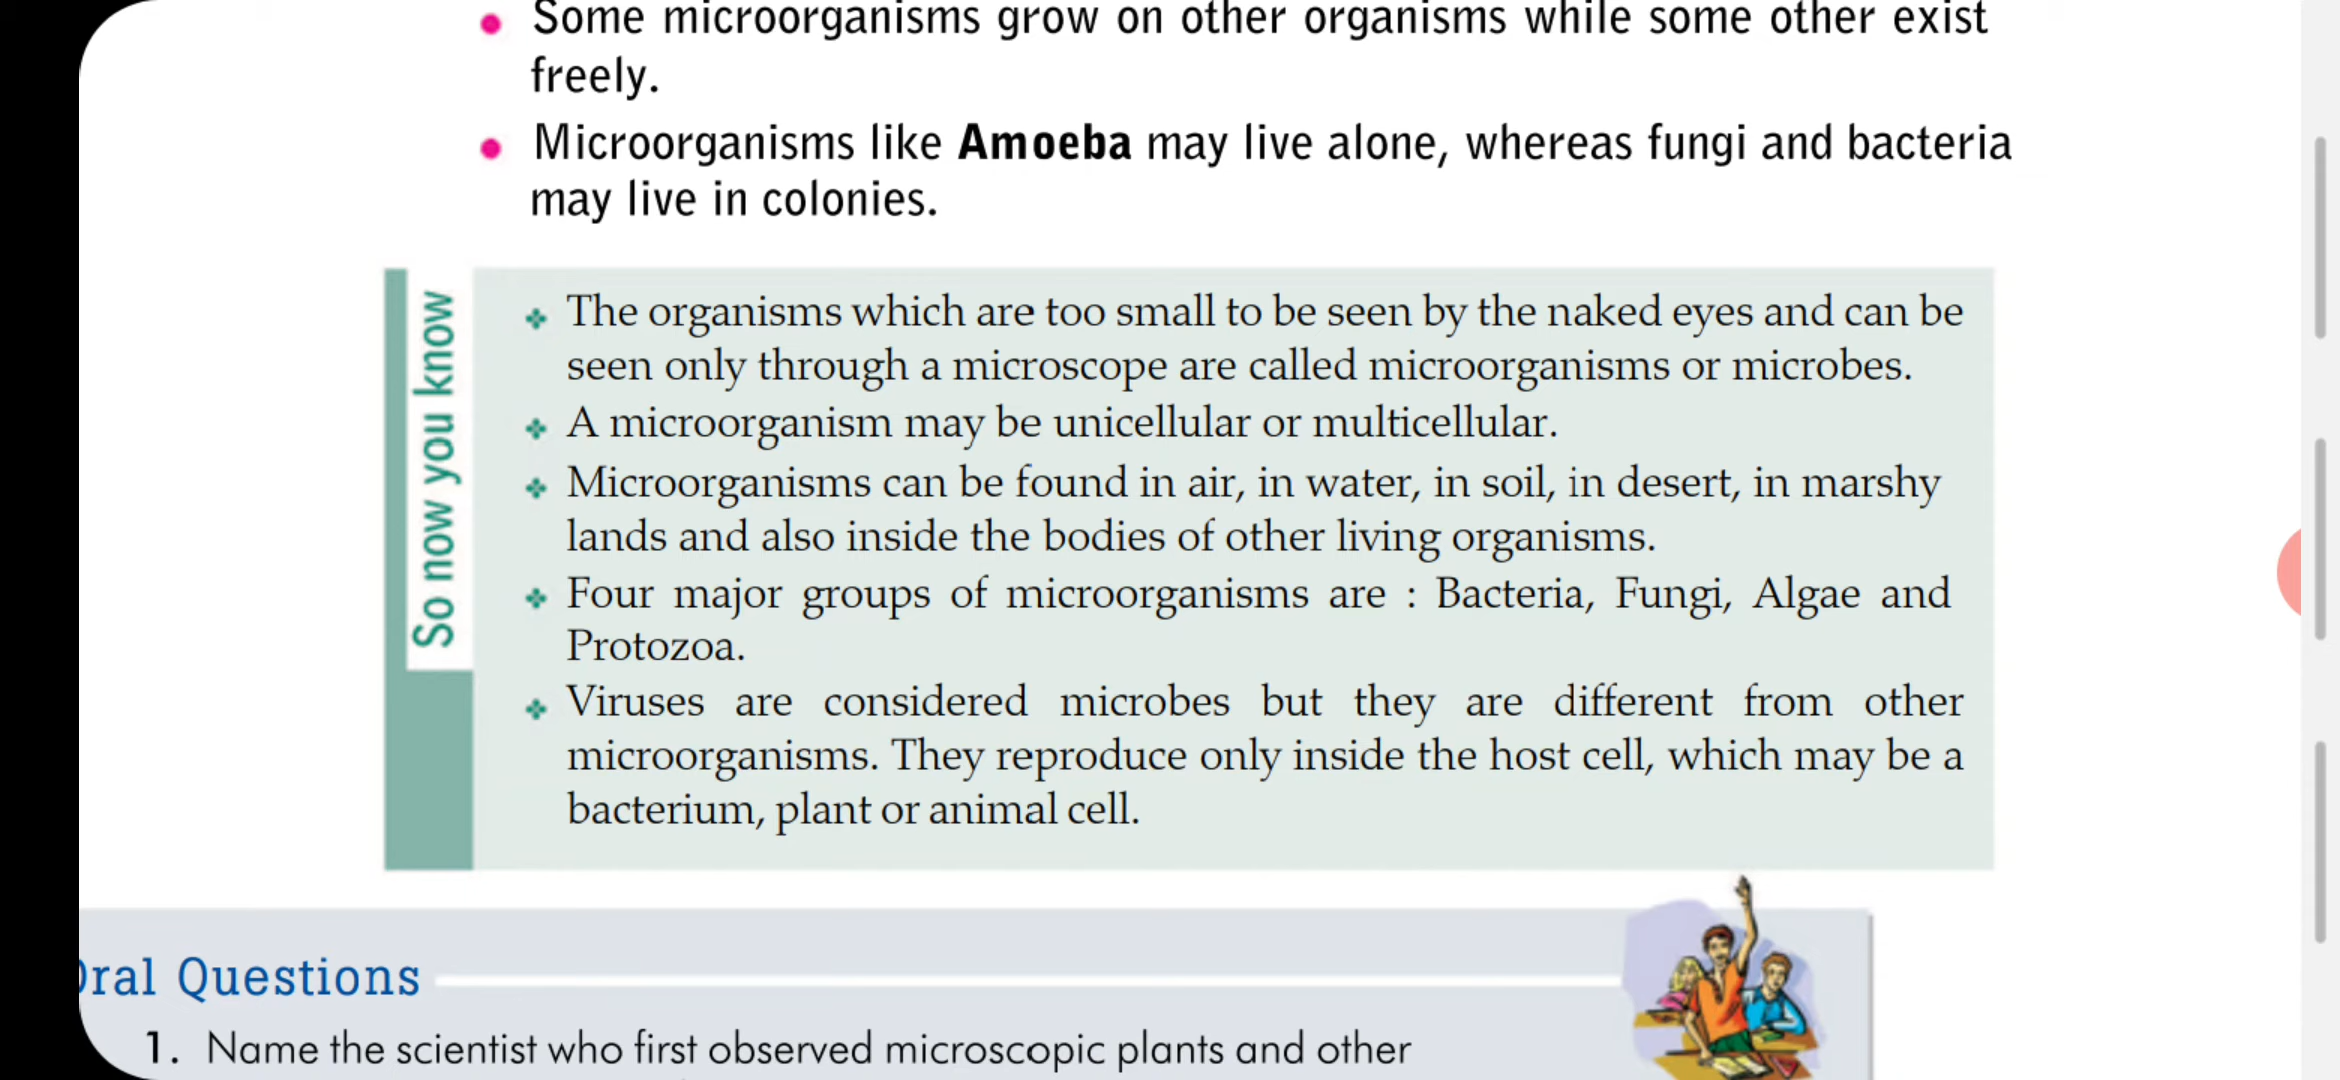 Some microorganisms grow on other organisms while some other exist
freely.
Microorganisms like Amoeba may live alone, whereas fungi and bacteria
may live in colonies.
So now you know
The organisms which are too small to be seen by the naked eyes and can be
seen only through a microscope are called microorganisms or microbes.
A microorganism may be unicellular or multicellular.
Microorganisms can be found in air, in water, in soil, in desert, in marshy
lands and also inside the bodies of other living organisms.
Four major groups of microorganisms are : Bacteria, Fungi, Algae and
Protozoa.
Viruses are considered microbes but they are different from other
microorganisms. They reproduce only inside the host cell, which may be a
bacterium, plant or animal cell.
Oral Questions
1. Name the scientist who first observed microscopic plants and other